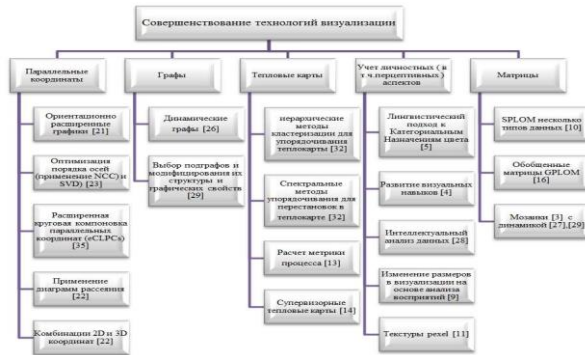 Совершенствование технологий визуализации
Параллельные
координаты
Ориентационно
расширенные
графики [21]
Оптимизация
порядка осей
(применение NCC и
SVD) [23]
Расширенная
круговая компоновка
параллельных
координат (eCLPCs)
[35]
Применение
диаграмм рассеяния
[22]
Комбинации 2D и 3D
координат [22]
Графы
Динамические
графы [26]
Выбор подграфов и
модифицирования их
структуры и
графических свойств
[29]
Тепловые карты
иерархические
методы
кластеризации для
упорядочивания
теплокарты [32]
Спектральные
методы
упорядочивания для
перестановок в
теплокарте [32]
Расчет метрики
процесса [13]
Супервизорные
тепловые карты [14]
Учет личностных ( в
т.ч.перцептивных )
аспектов
Лингвистический
подход к
Категориальным
Назначениям цвета
[5]
Развитие визуальных
навыков [4]
Интеллектуальный
анализ данных [28]
Изменение размеров
в визуализации на
основе анализа
восприятий [9]
Текстуры pexel [11]
Матрицы
SPLOM несколько
типов данных [10]
Обобшенные
матрицы GPLOM
[16]
Мозаики [3] с
динамикой [27],[29]